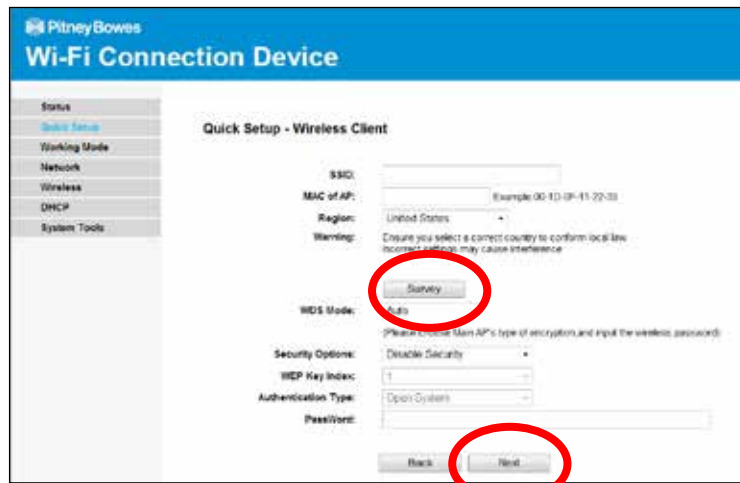 Pitney Bowes
Wi-Fi Connection Device
Status
Quick Setup
Working Mode
Network
Wireless
DHCP
System Tools
Quick Setup - Wireless Client
SSID:
MAC of AP: Example:00-1D-0F-11-22-33
Region: United States
Warning: Ensure you select a correct country to conform local law
Incorrect settings may cause interference
Survey
WDS Mode: Auto
(Please choose Main AP's type of encryption,and input the wireless password)
Security Options: Disable Security
WEP Key Index: 1
Authentication Type: Open System
PassWord:
Back Next